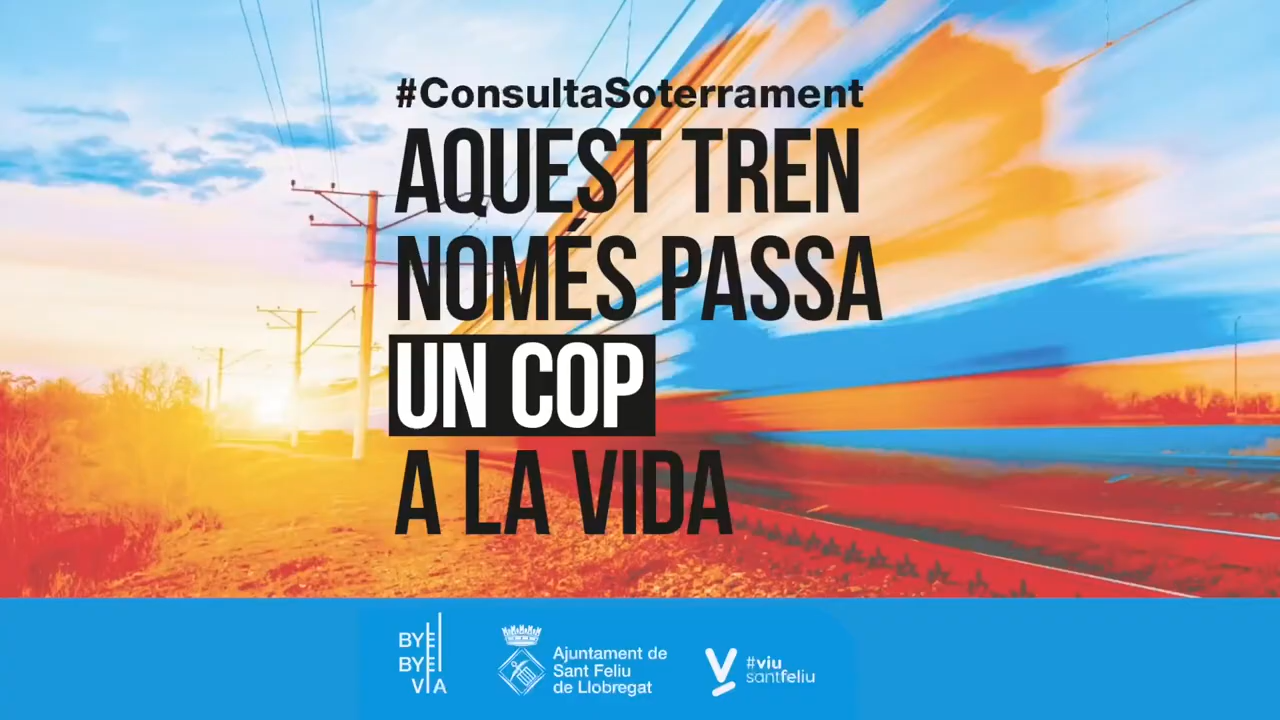 #ConsultaSoterrament
AQUEST TREN
NOMÉS PASSA
UN COP
A LA VIDA
BYE
BYE
VIA
Ajuntament de
Sant Feliu
de Llobregat
#viu
santfeliu